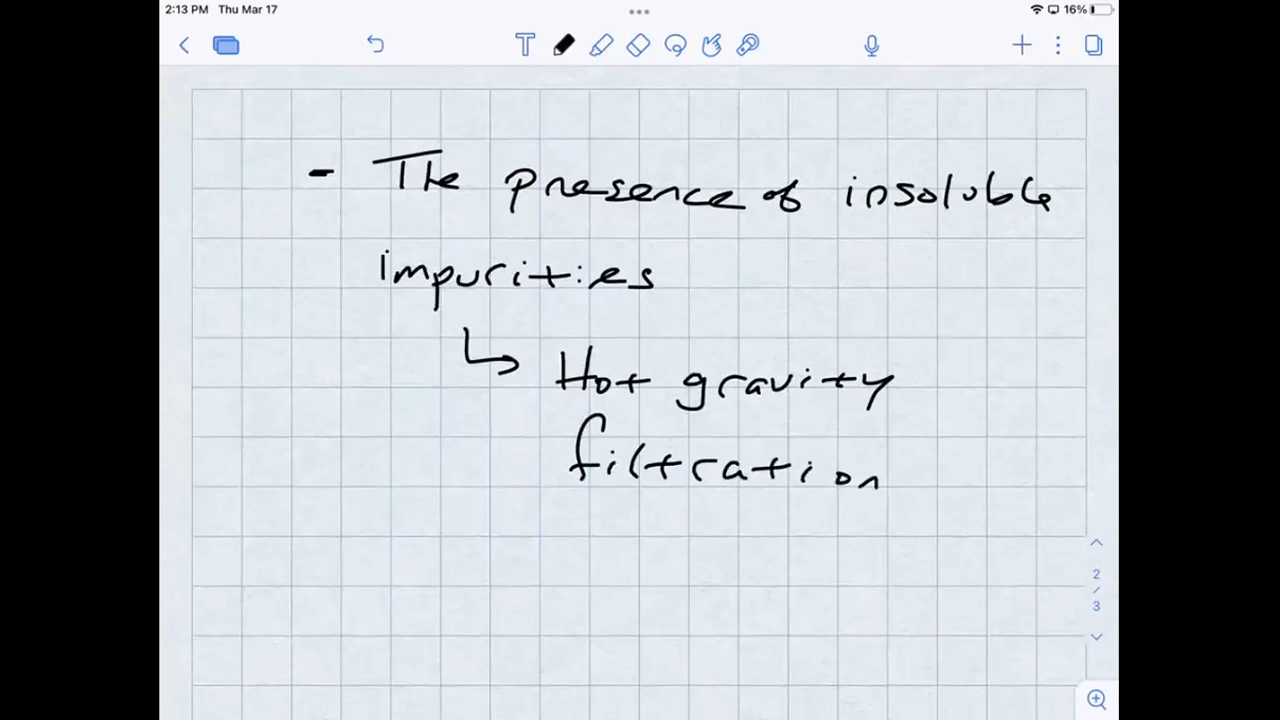 2:13 PM Thu Mar 17
16%
- The presence of insoluble
impurities
↳ Hot gravity
filtration
2
3